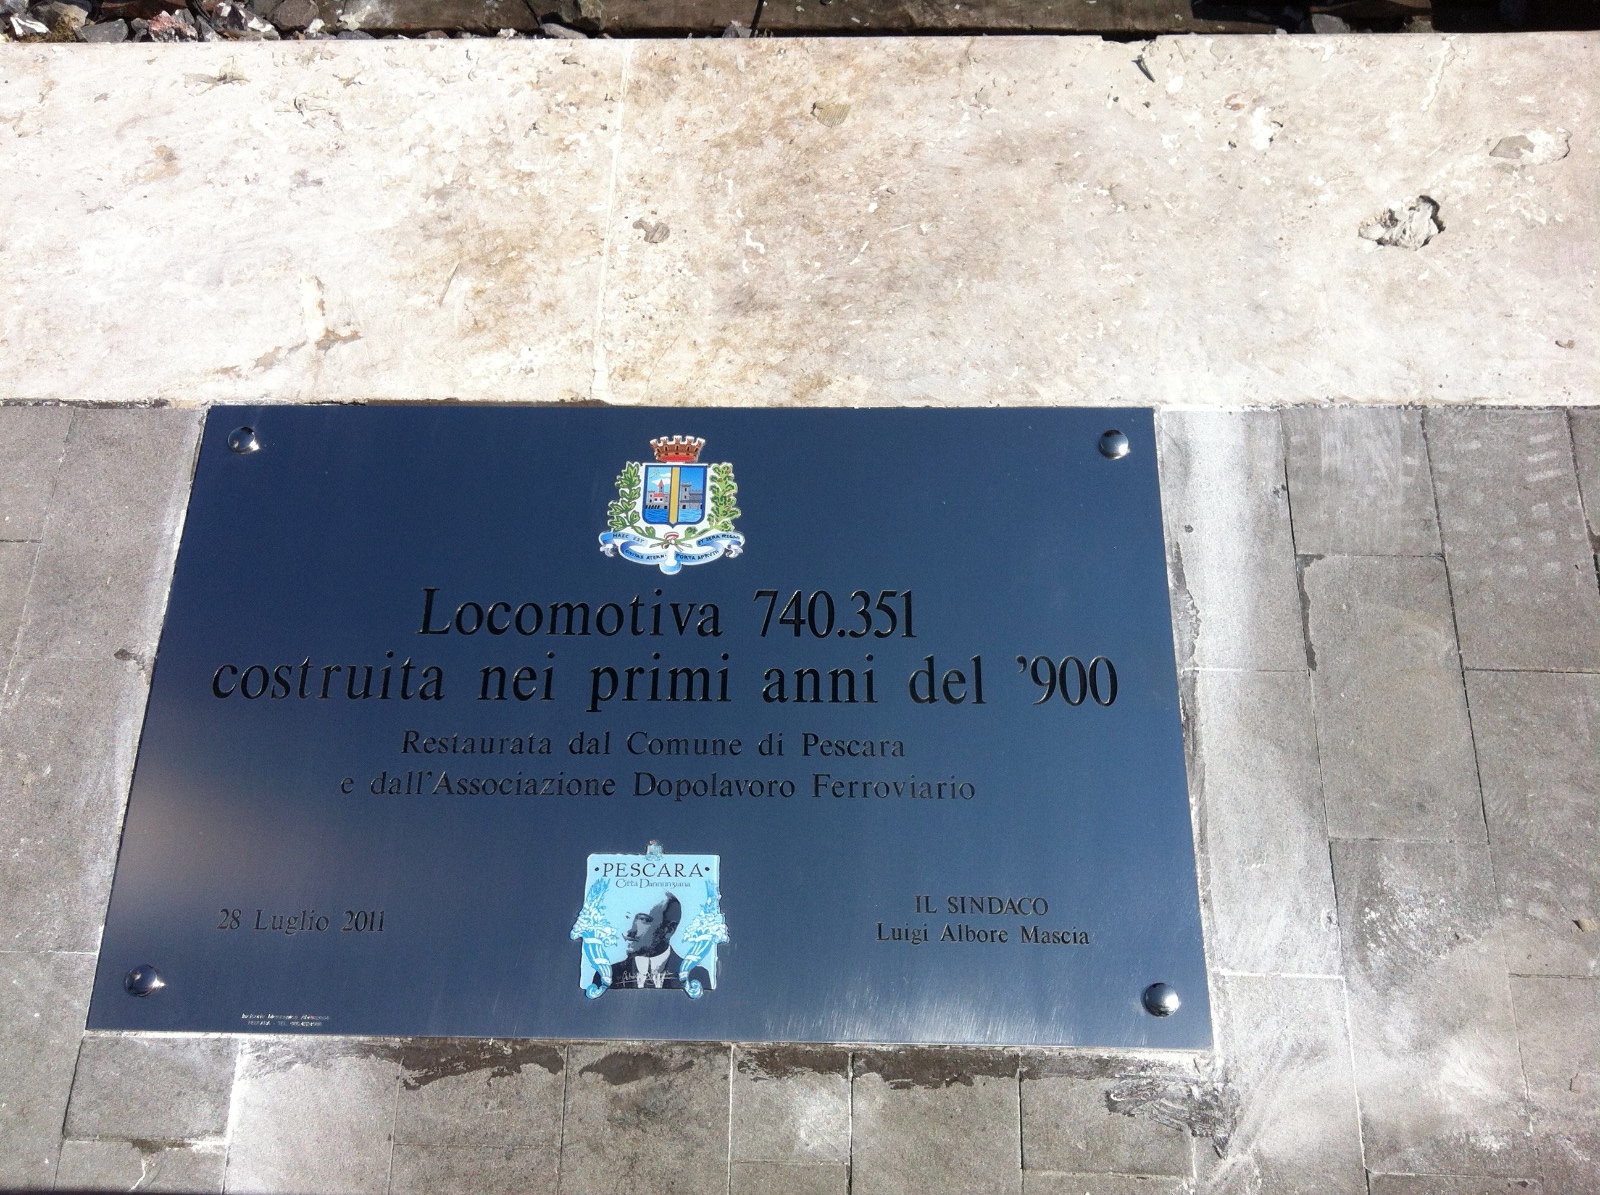 Locomotiva 740.351
costruita nei primi anni del '900
Restaurata dal Comune di Pescara
e dall'Associazione Dopolavoro Ferroviario
·PESCARA·
Città Dannunziana
28 Luglio 2011
IL SINDACO
Luigi Albore Mascia